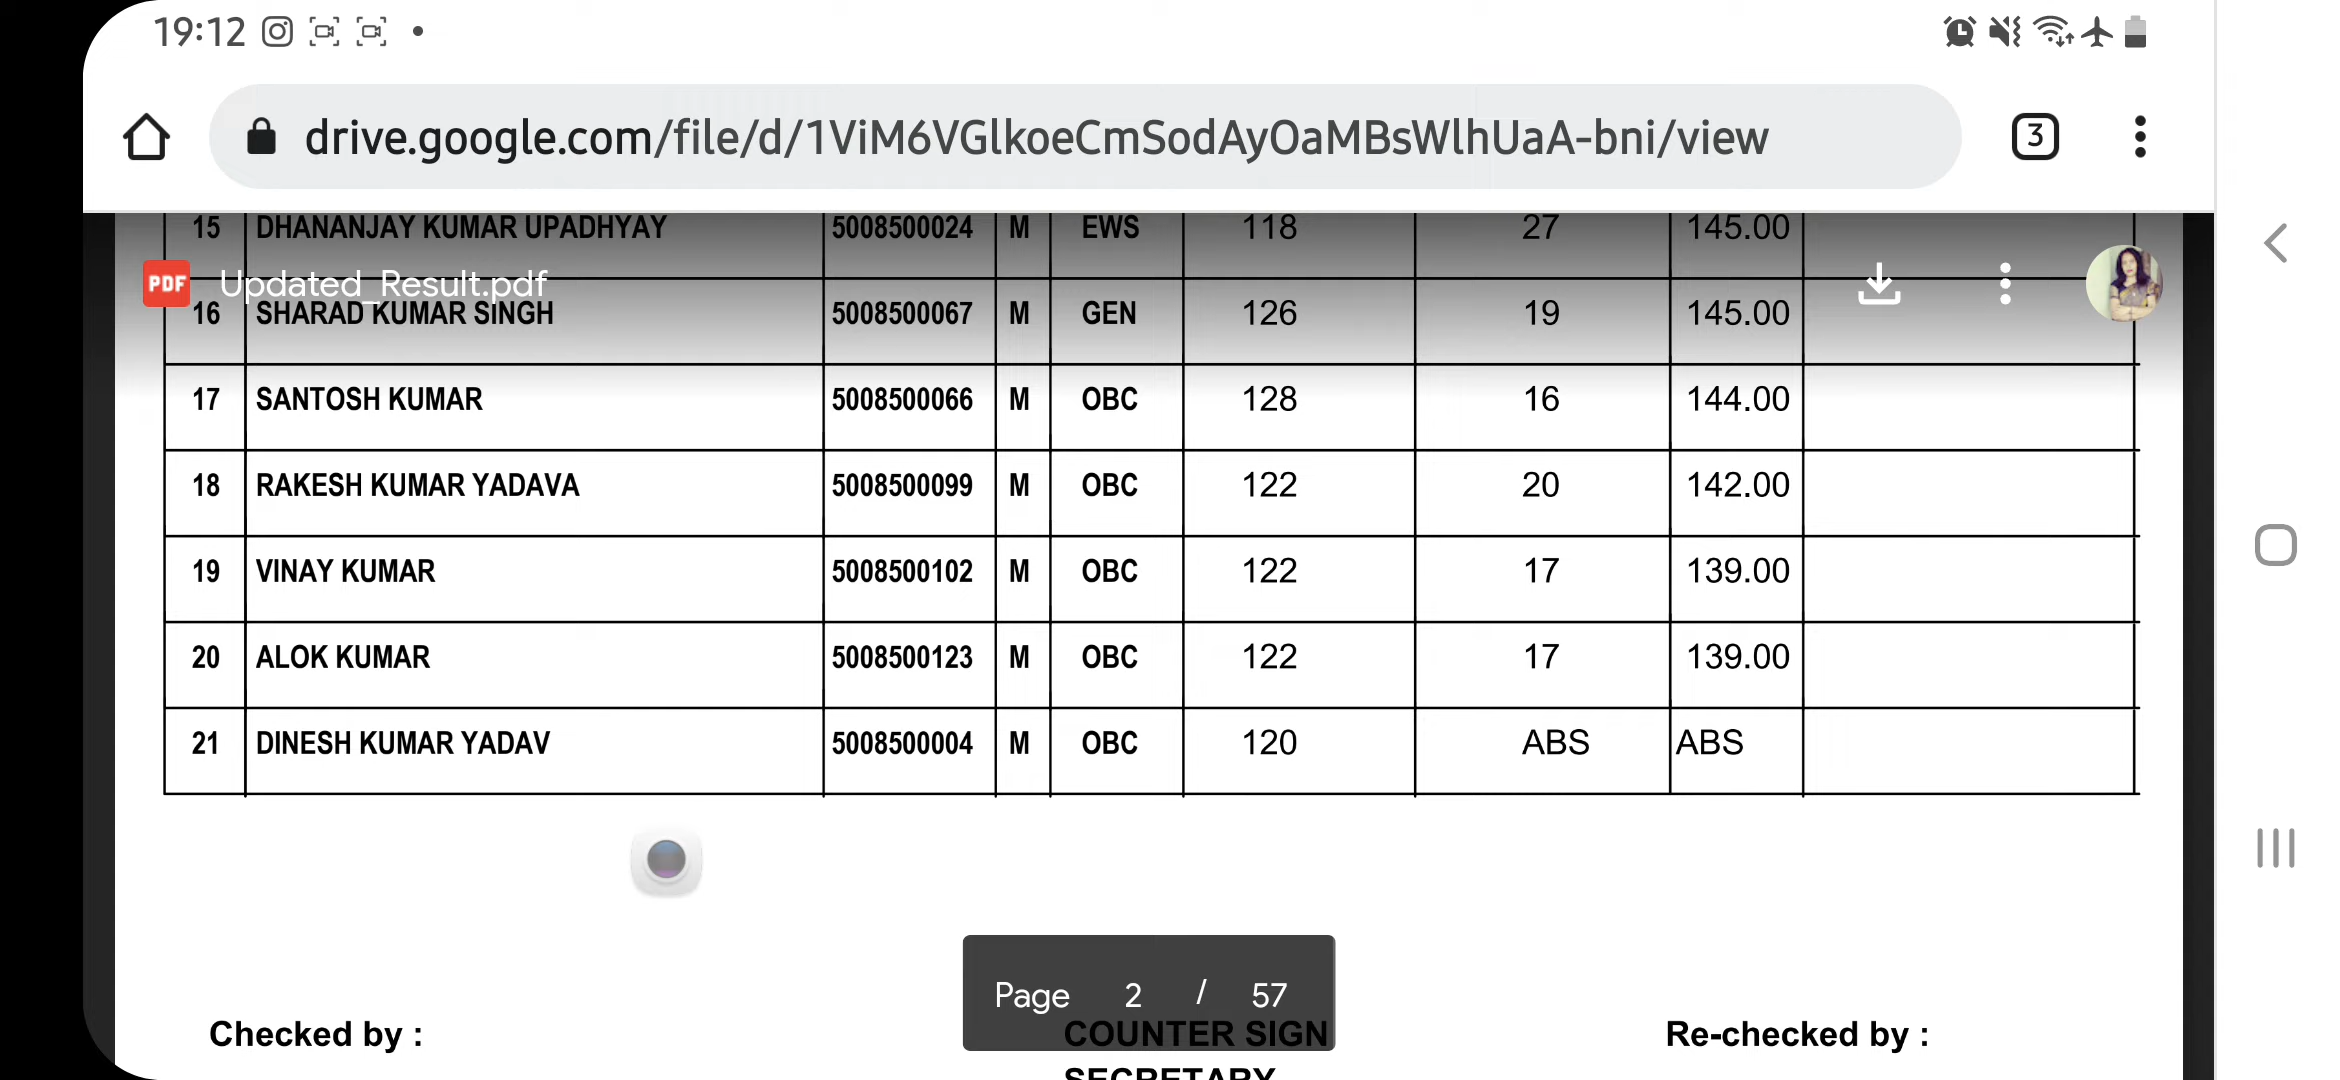 19:12
drive.google.com/file/d/1ViM6VGlkoeCmSodAyOaMBsWlhUaA-bni/view
3
15 DHANANJAY KUMAR UPADHYAY 5008500024 M EWS 118 27 145.00
PDF Updated_Result.pdf
16 SHARAD KUMAR SINGH 5008500067 M GEN 126 19 145.00
17 SANTOSH KUMAR 5008500066 M OBC 128 16 144.00
18 RAKESH KUMAR YADAVA 5008500099 M OBC 122 20 142.00
19 VINAY KUMAR 5008500102 M OBC 122 17 139.00
20 ALOK KUMAR 5008500123 M OBC 122 17 139.00
21 DINESH KUMAR YADAV 5008500004 M OBC 120 ABS ABS
Page 2 / 57
Checked by : COUNTER SIGN Re-checked by :
SECRETARY